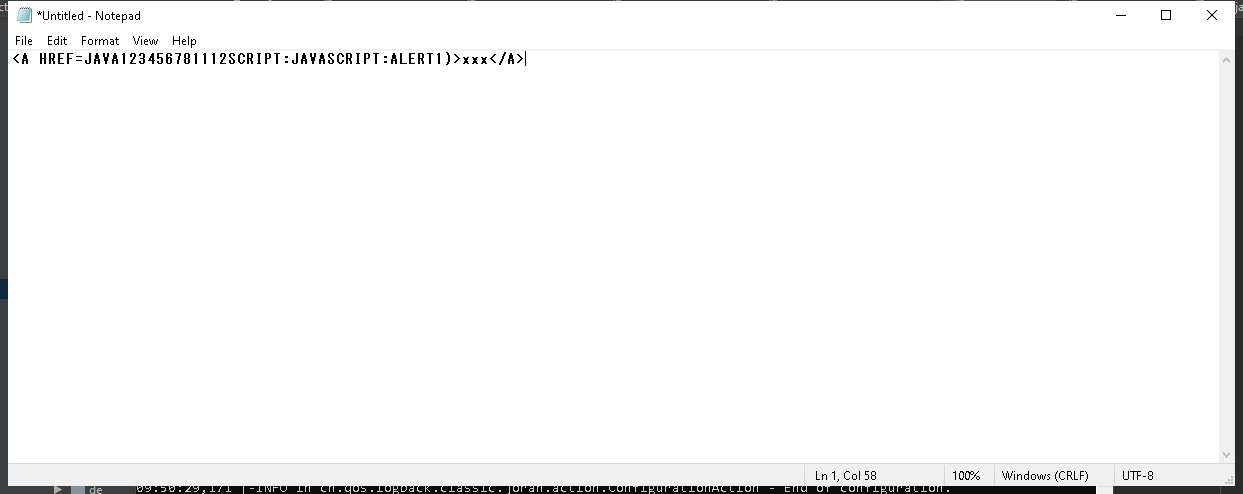 *Untitled - Notepad
File Edit Format View Help
<A HREF=JAVA123456781112SCRIPT:JAVASCRIPT:ALERT1)>xxx</A>
Ln 1, Col 58 100% Windows (CRLF) UTF-8
de 09:50:29,171 |-INFO in ch.qos.logback.classic.joran.action.ConfigurationAction - End of configuration.